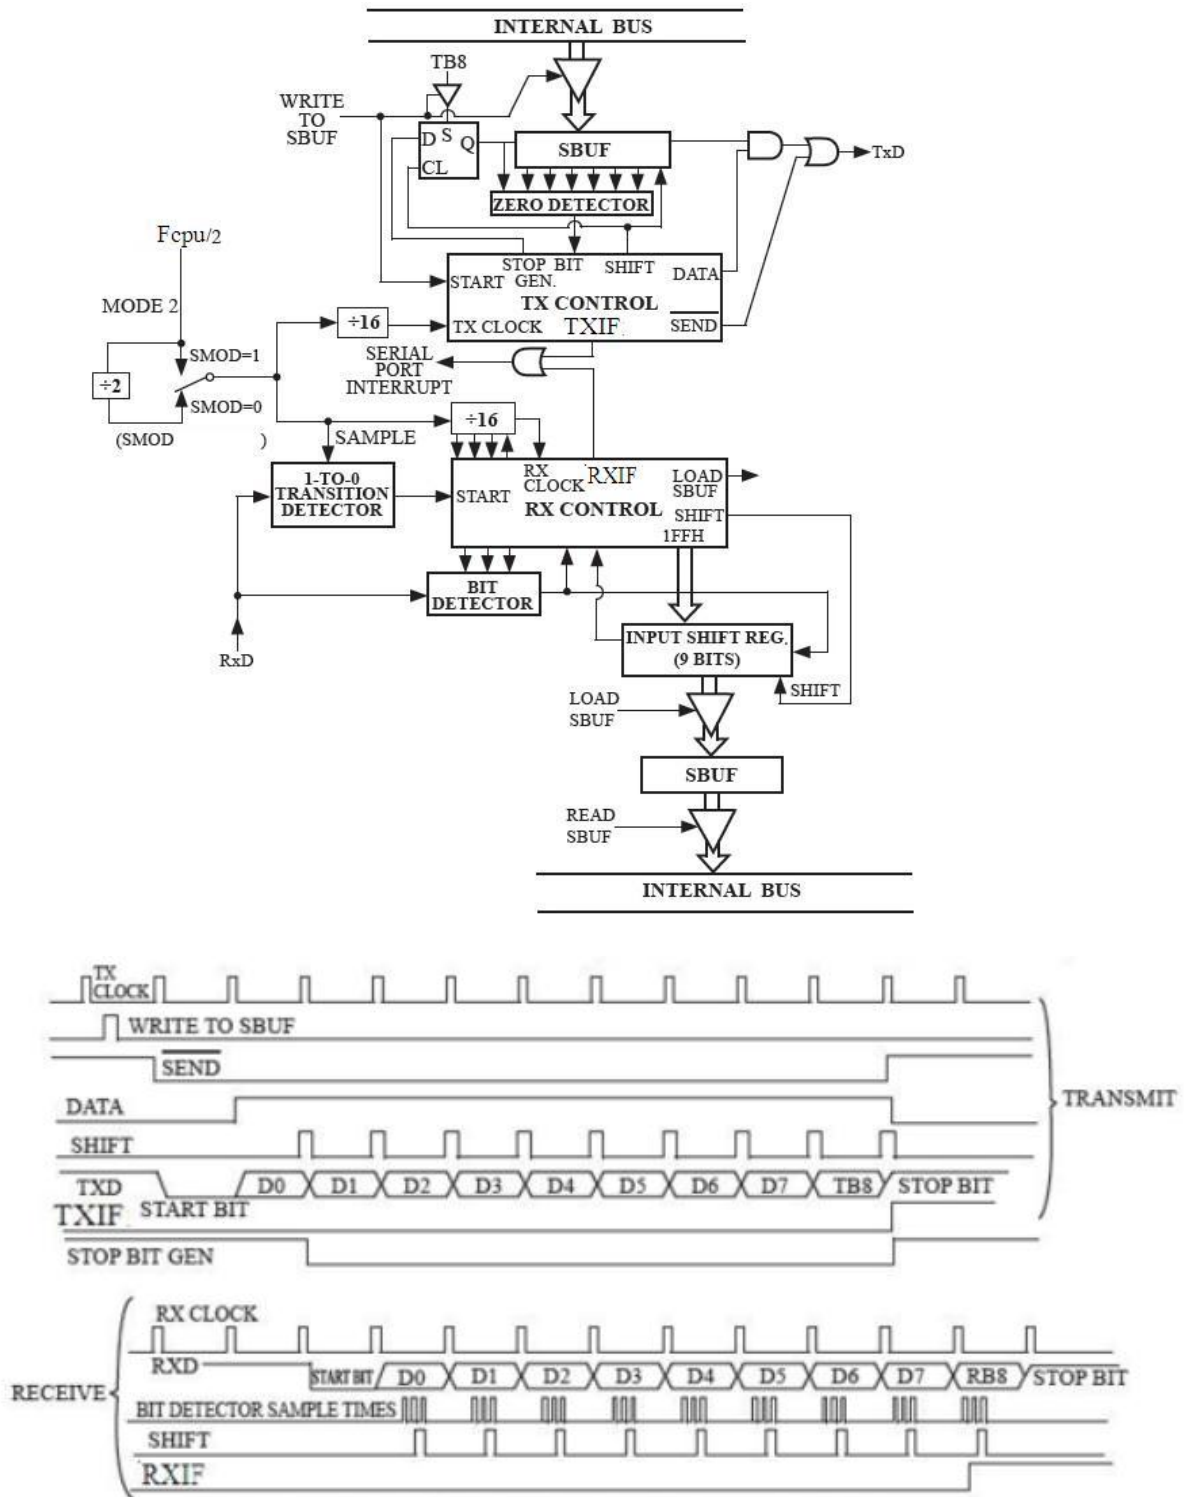 INTERNAL BUS
TB8
WRITE
TO
SBUF
D S Q
CL
SBUF
TxD
ZERO DETECTOR
Fcpu/2
MODE 2
SMOD=1
÷2
SMOD=0
(SMOD )
÷16
STOP BIT
GEN.
SHIFT
DATA
START
TX CONTROL
TX CLOCK
TXIF
SEND
SERIAL
PORT
INTERRUPT
÷16
SAMPLE
1-TO-0
TRANSITION
DETECTOR
RX
CLOCK
RXIF
LOAD
SBUF
START
RX CONTROL
SHIFT
1FFH
BIT
DETECTOR
RxD
INPUT SHIFT REG.
(9 BITS)
SHIFT
LOAD
SBUF
SBUF
READ
SBUF
INTERNAL BUS
TX
CLOCK
WRITE TO SBUF
SEND
DATA
TRANSMIT
SHIFT
TXD
D0 D1 D2 D3 D4 D5 D6 D7 TB8 STOP BIT
START BIT
TXIF
STOP BIT GEN
RX CLOCK
RXD
START BIT D0 D1 D2 D3 D4 D5 D6 D7 RB8 STOP BIT
RECEIVE
BIT DETECTOR SAMPLE TIMES
SHIFT
RXIF